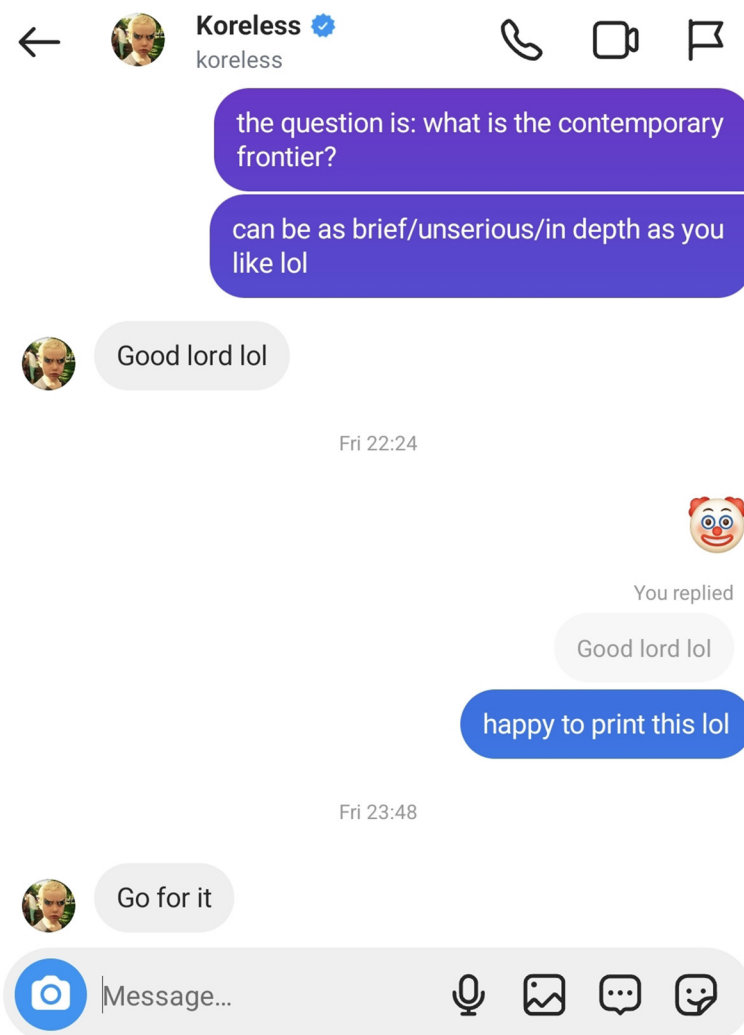 Koreless
koreless
the question is: what is the contemporary
frontier?
can be as brief/unserious/in depth as you
like lol
Good lord lol
Fri 22:24
You replied
Good lord lol
happy to print this lol
Fri 23:48
Go for it
Message...